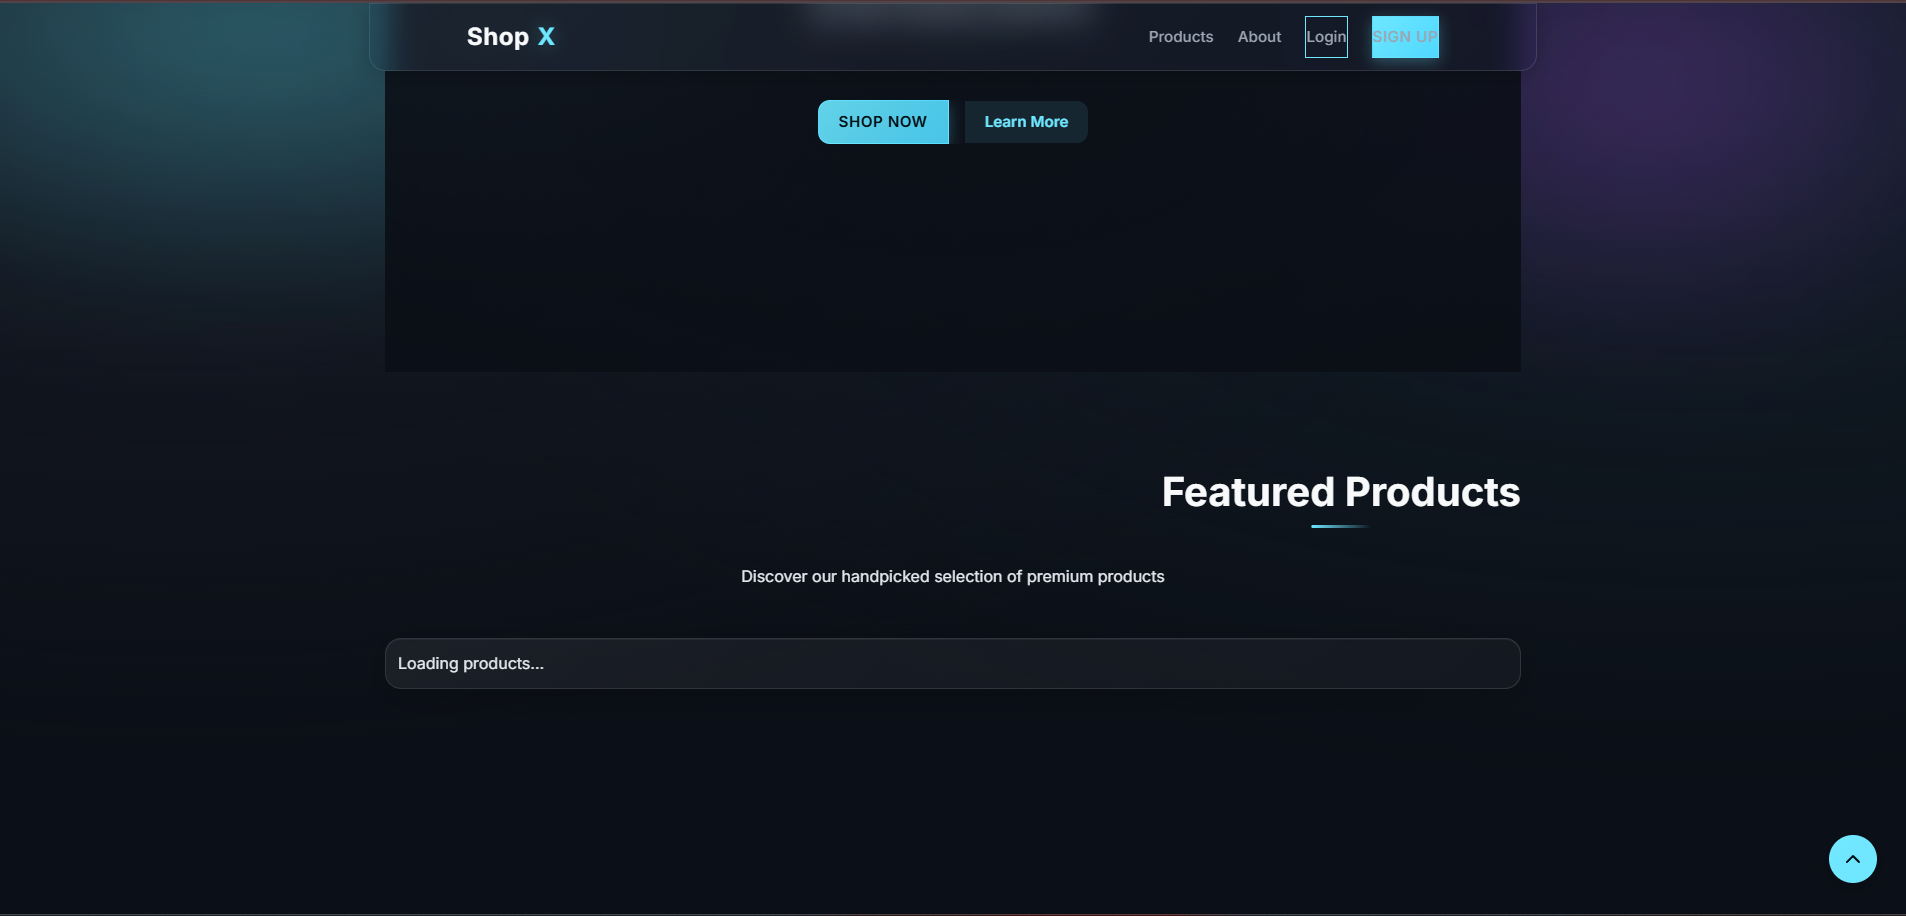 Shop X
Products About Login SIGN UP
SHOP NOW Learn More
Featured Products
Discover our handpicked selection of premium products
Loading products...